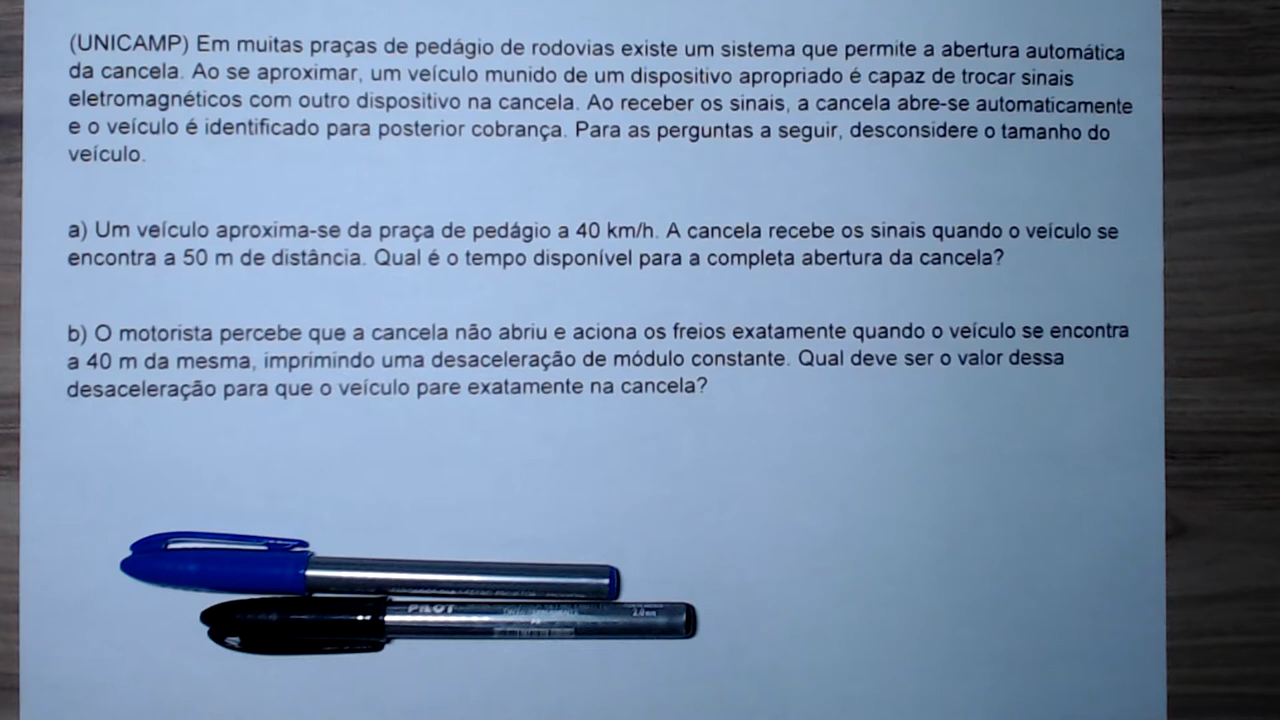 (UNICAMP) Em muitas praças de pedágio de rodovias existe um sistema que permite a abertura automática
da cancela. Ao se aproximar, um veículo munido de um dispositivo apropriado é capaz de trocar sinais
eletromagnéticos com outro dispositivo na cancela. Ao receber os sinais, a cancela abre-se automaticamente
e o veículo é identificado para posterior cobrança. Para as perguntas a seguir, desconsidere o tamanho do
veículo.
a) Um veículo aproxima-se da praça de pedágio a 40 km/h. A cancela recebe os sinais quando o veículo se
encontra a 50 m de distância. Qual é o tempo disponível para a completa abertura da cancela?
b) O motorista percebe que a cancela não abriu e aciona os freios exatamente quando o veículo se encontra
a 40 m da mesma, imprimindo uma desaceleração de módulo constante. Qual deve ser o valor dessa
desaceleração para que o veículo pare exatamente na cancela?
PILOT
2.0mm